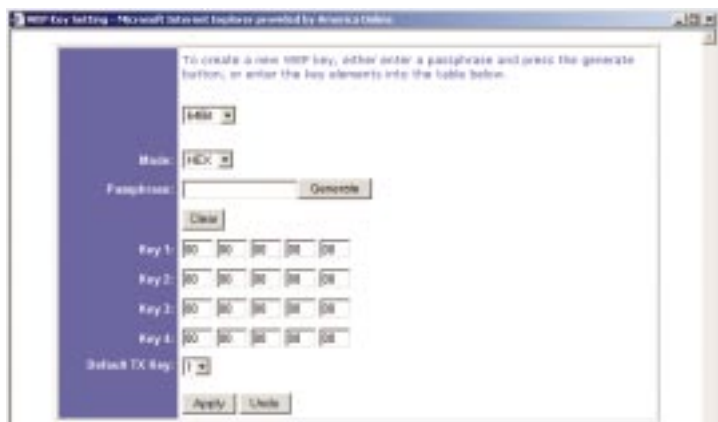 WEP Key Setting - Microsoft Internet Explorer provided by America Online
To create a new WEP key, either enter a passphrase and press the generate
button, or enter the key elements into the table below.
64Bit
Mode: HEX
Passphrase: Generate
Clear
Key 1: 00 00 00 00 00
Key 2: 00 00 00 00 00
Key 3: 00 00 00 00 00
Key 4: 00 00 00 00 00
Default TX Key: 1
Apply Undo